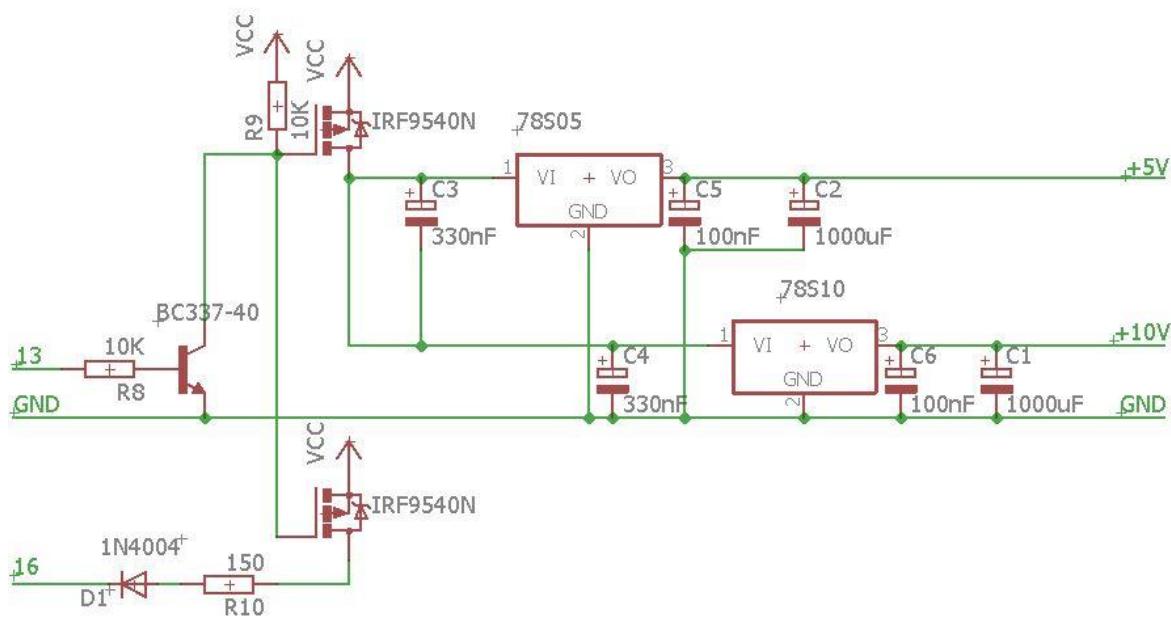 VCC
VCC
R9
10K
IRF9540N
78S05
1
VI
VO
3
GND
2
C3
330nF
C5
100nF
C2
1000uF
+5V
BC337-40
78S10
1
VI
VO
3
GND
2
+10V
13
10K
R8
C4
330nF
C6
100nF
C1
1000uF
GND
GND
VCC
IRF9540N
1N4004
16
D1
150
R10